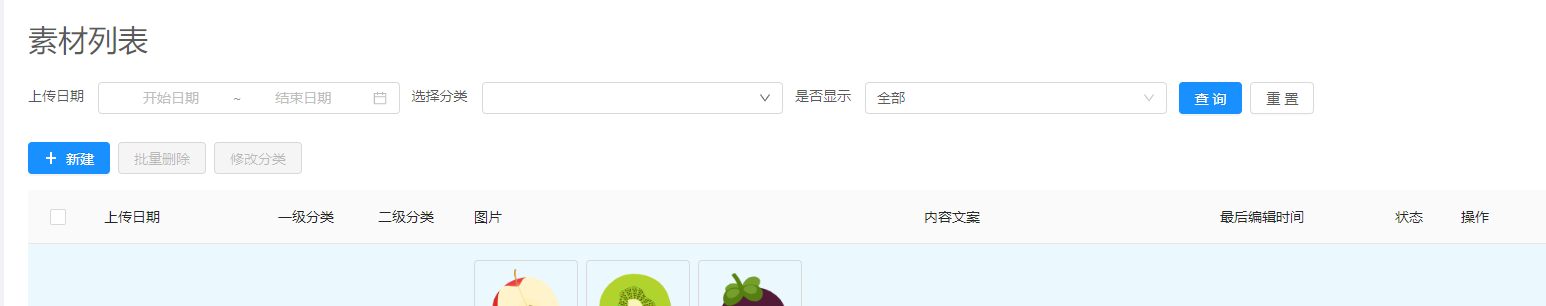 素材列表
上传日期 开始日期 ~ 结束日期 选择分类 是否显示 全部 查 询 重 置
+ 新建 批量删除 修改分类
上传日期 一级分类 二级分类 图片 内容文案 最后编辑时间 状态 操作